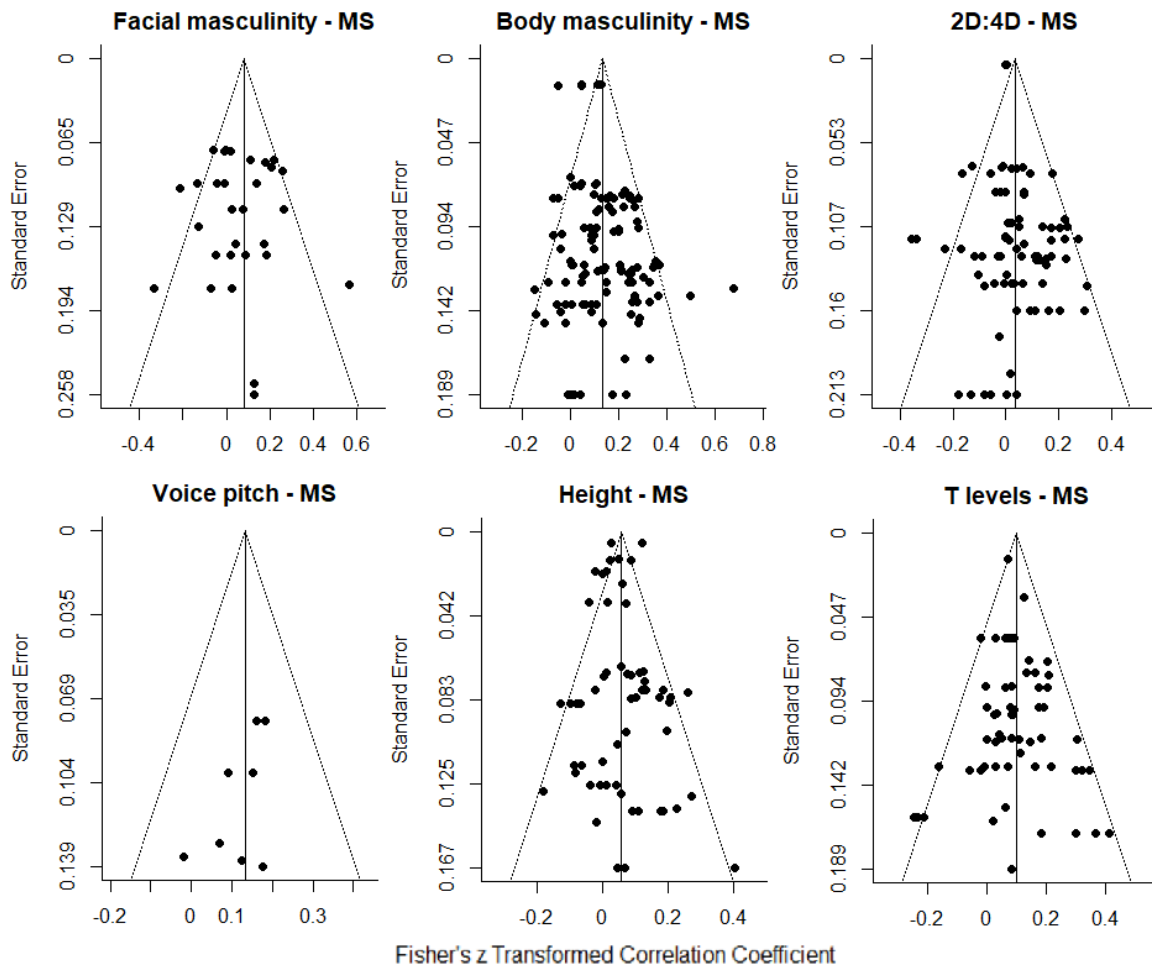 Facial masculinity - MS
Standard Error
0
0.065
0.129
0.194
0.258
-0.4 0 0.2 0.6
Body masculinity - MS
Standard Error
0
0.047
0.094
0.142
0.189
-0.2 0 0.2 0.4 0.6 0.8
2D:4D - MS
Standard Error
0
0.053
0.107
0.16
0.213
-0.4 -0.2 0 0.2 0.4
Voice pitch - MS
Standard Error
0
0.035
0.069
0.104
0.139
-0.2 0 0.1 0.3
Height - MS
Standard Error
0
0.042
0.083
0.125
0.167
-0.2 0 0.2 0.4
T levels - MS
Standard Error
0
0.047
0.094
0.142
0.189
-0.2 0 0.2 0.4
Fisher's z Transformed Correlation Coefficient